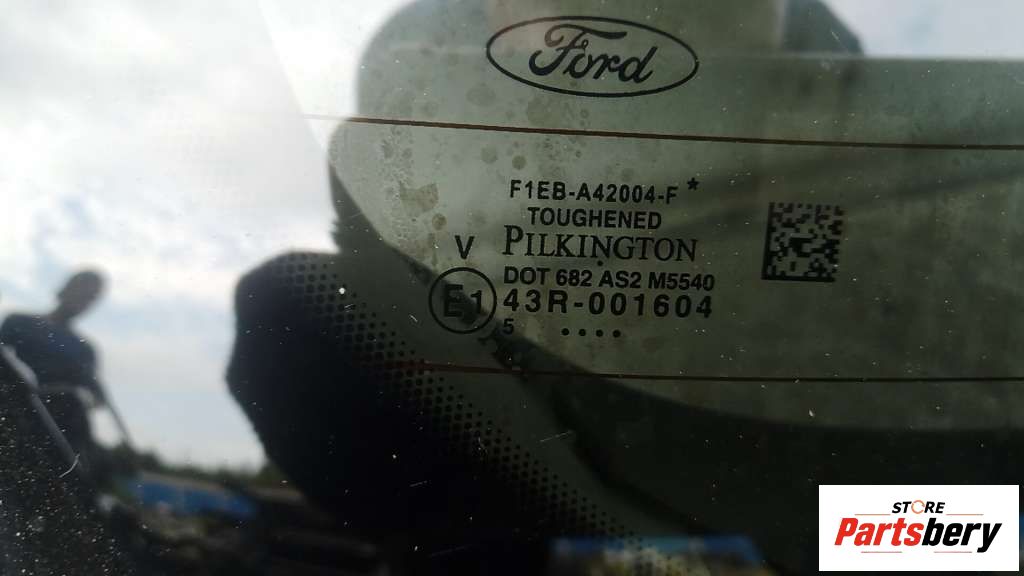 Ford
F1EB-A42004-F *
TOUGHENED
V PILKINGTON
DOT 682 AS2 M5540
E1 43R-001604
5 ....
STORE
Partsbery